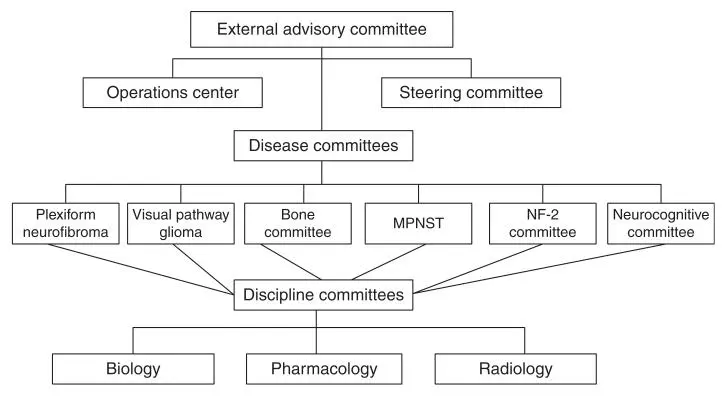 External advisory committee
Operations center
Steering committee
Disease committees
Plexiform
neurofibroma
Visual pathway
glioma
Bone
committee
MPNST
NF-2
committee
Neurocognitive
committee
Discipline committees
Biology
Pharmacology
Radiology